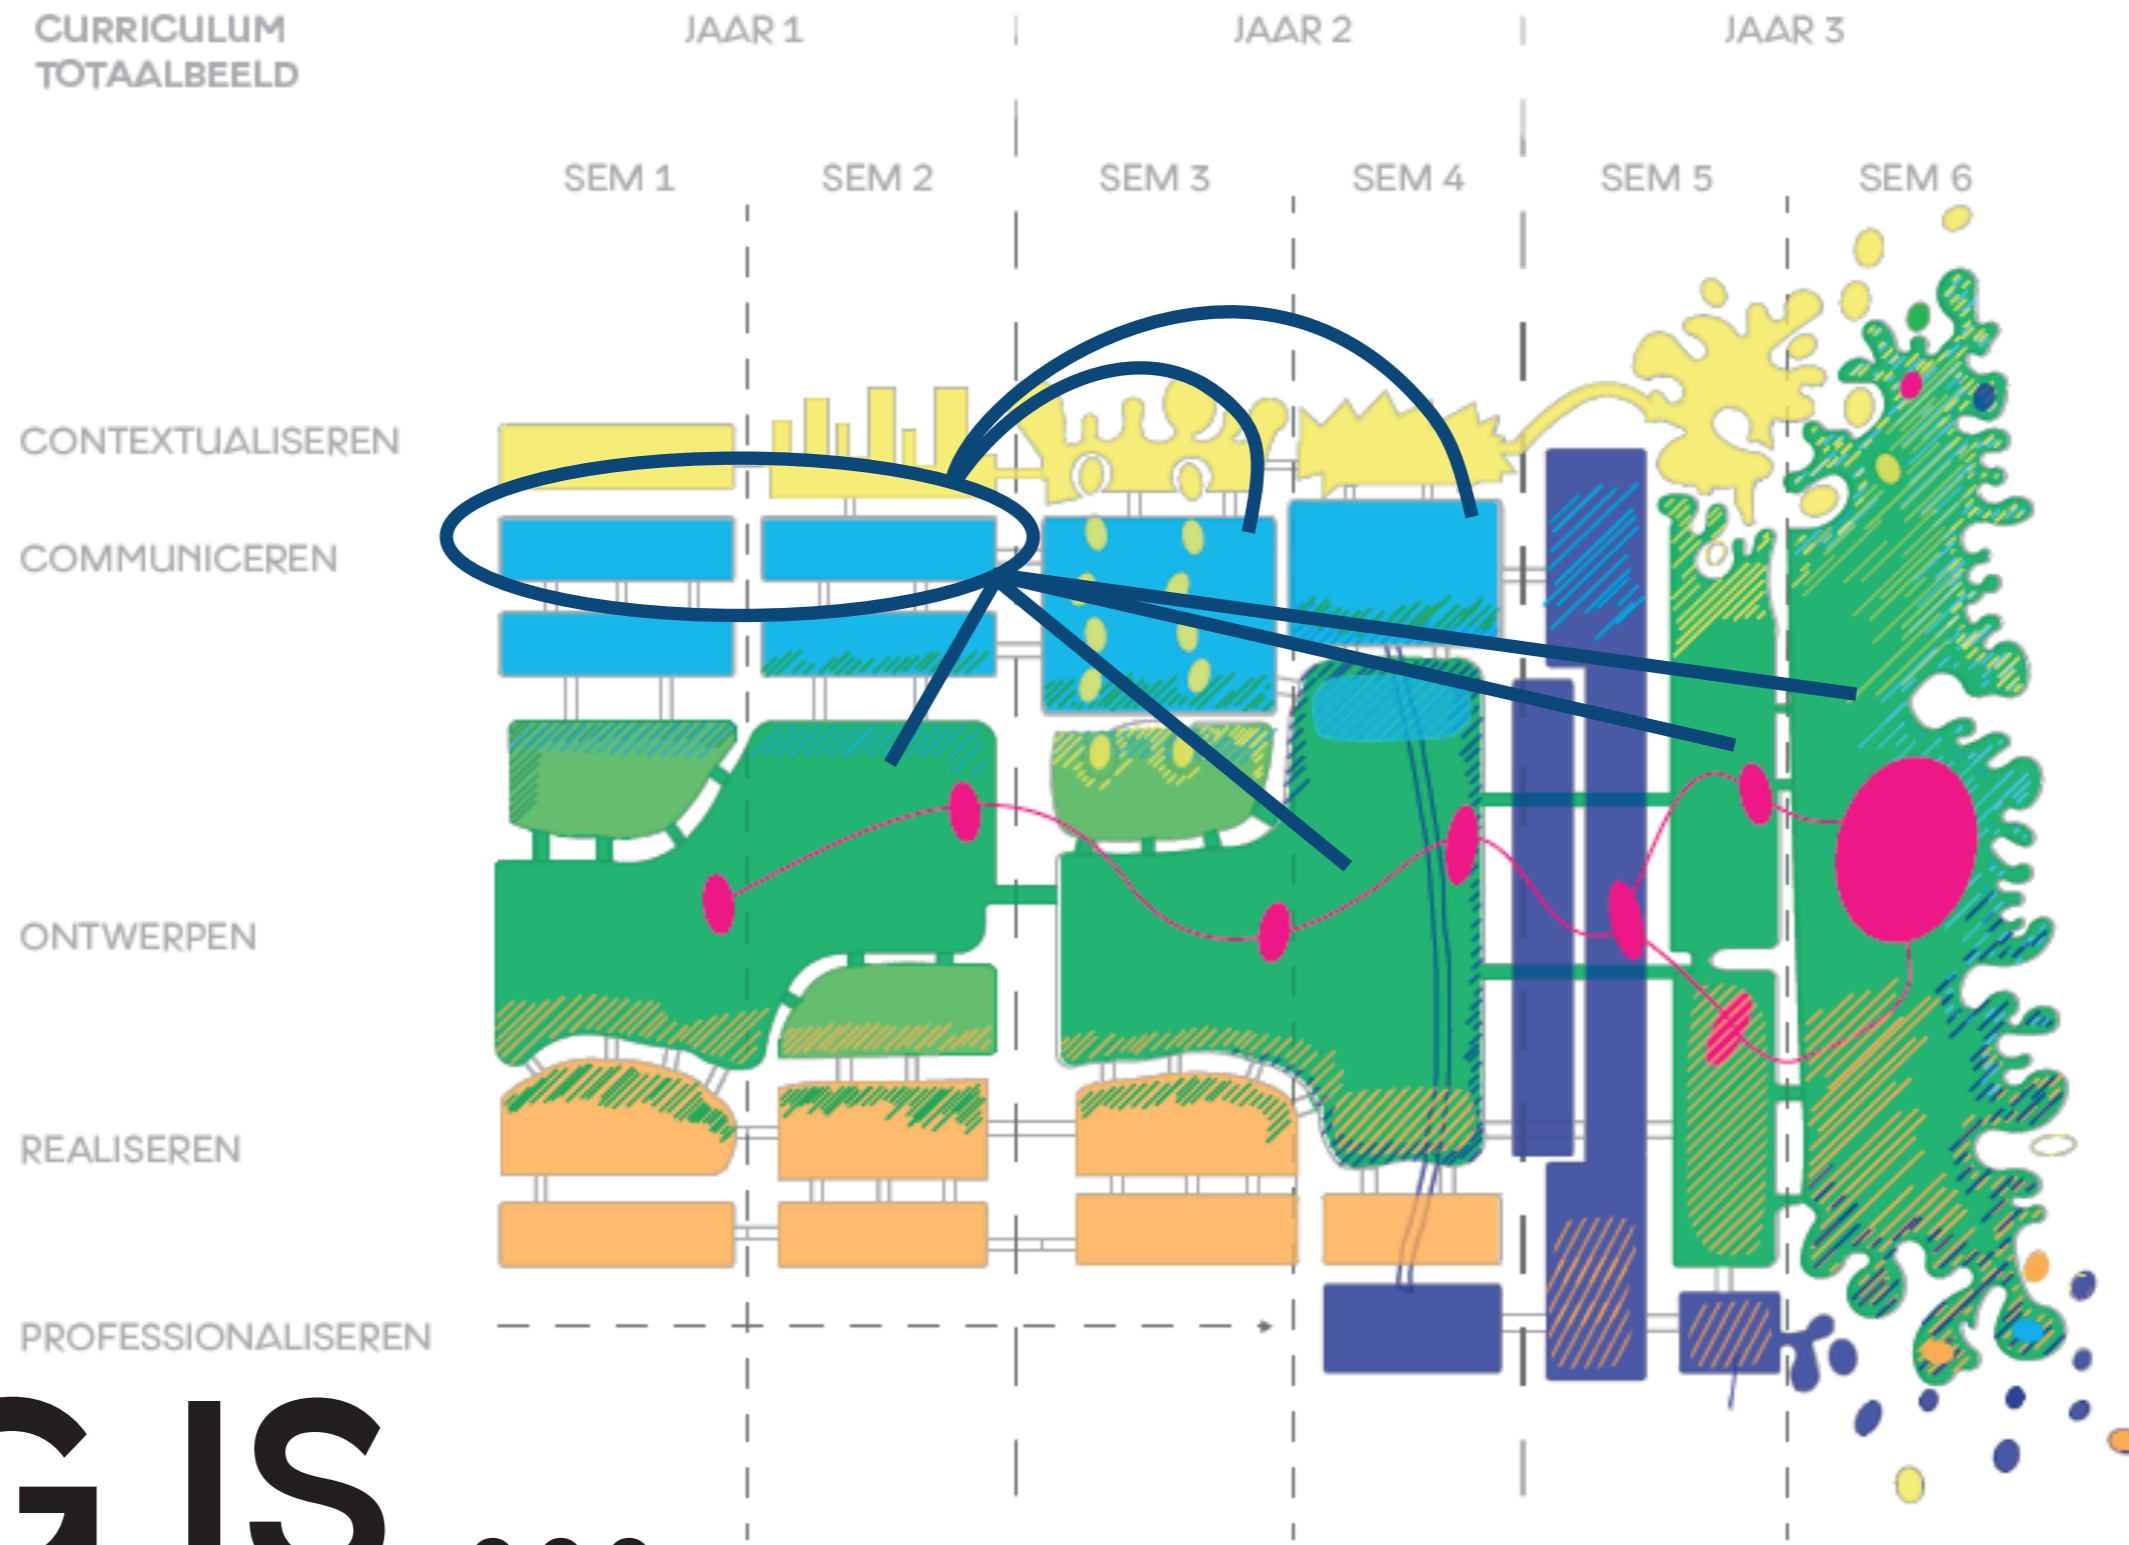 CURRICULUM
TOTAALBEELD
JAAR 1
JAAR 2
JAAR 3
SEM 1
SEM 2
SEM 3
SEM 4
SEM 5
SEM 6
CONTEXTUALISEREN
COMMUNICEREN
ONTWERPEN
REALISEREN
PROFESSIONALISEREN
G IS ...